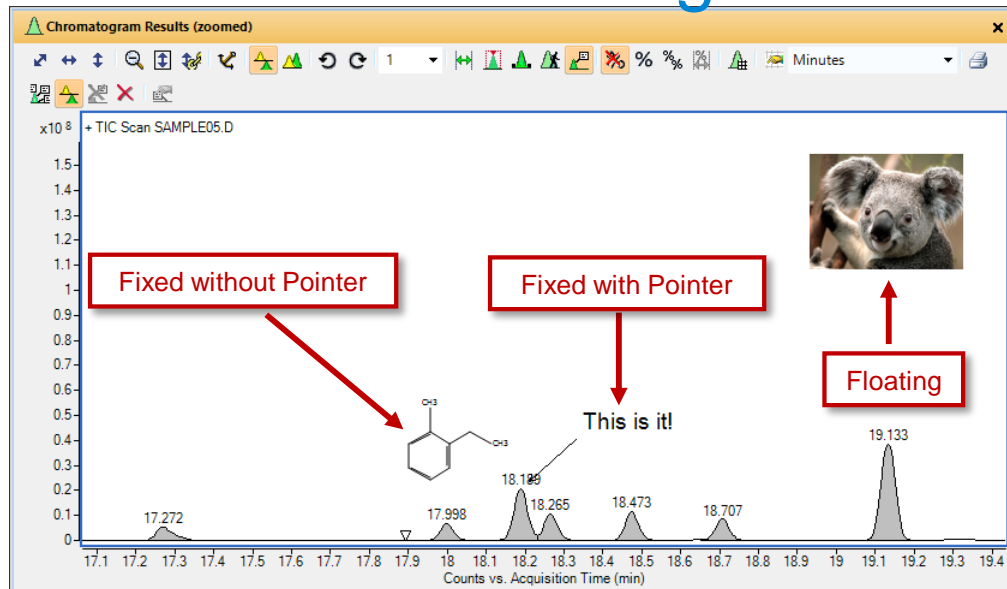 Chromatogram Results (zoomed)
1
Minutes
x10 8
+ TIC Scan SAMPLE05.D
1.5
1.4
1.3
1.2
1.1
1
0.9
0.8
0.7
0.6
0.5
0.4
0.3
0.2
0.1
0
Fixed without Pointer
Fixed with Pointer
Floating
CH3
CH3
This is it!
17.272
17.998
18.189
18.265
18.473
18.707
19.133
17.1 17.2 17.3 17.4 17.5 17.6 17.7 17.8 17.9 18 18.1 18.2 18.3 18.4 18.5 18.6 18.7 18.8 18.9 19 19.1 19.2 19.3 19.4
Counts vs. Acquisition Time (min)